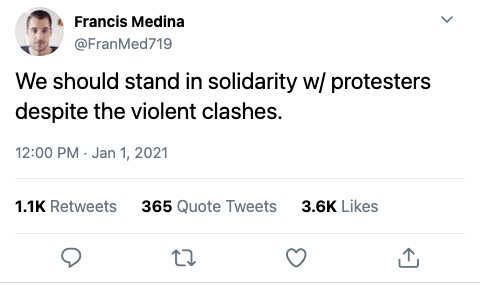 Francis Medina
@FranMed719
We should stand in solidarity w/ protesters
despite the violent clashes.
12:00 PM · Jan 1, 2021
1.1K Retweets 365 Quote Tweets 3.6K Likes